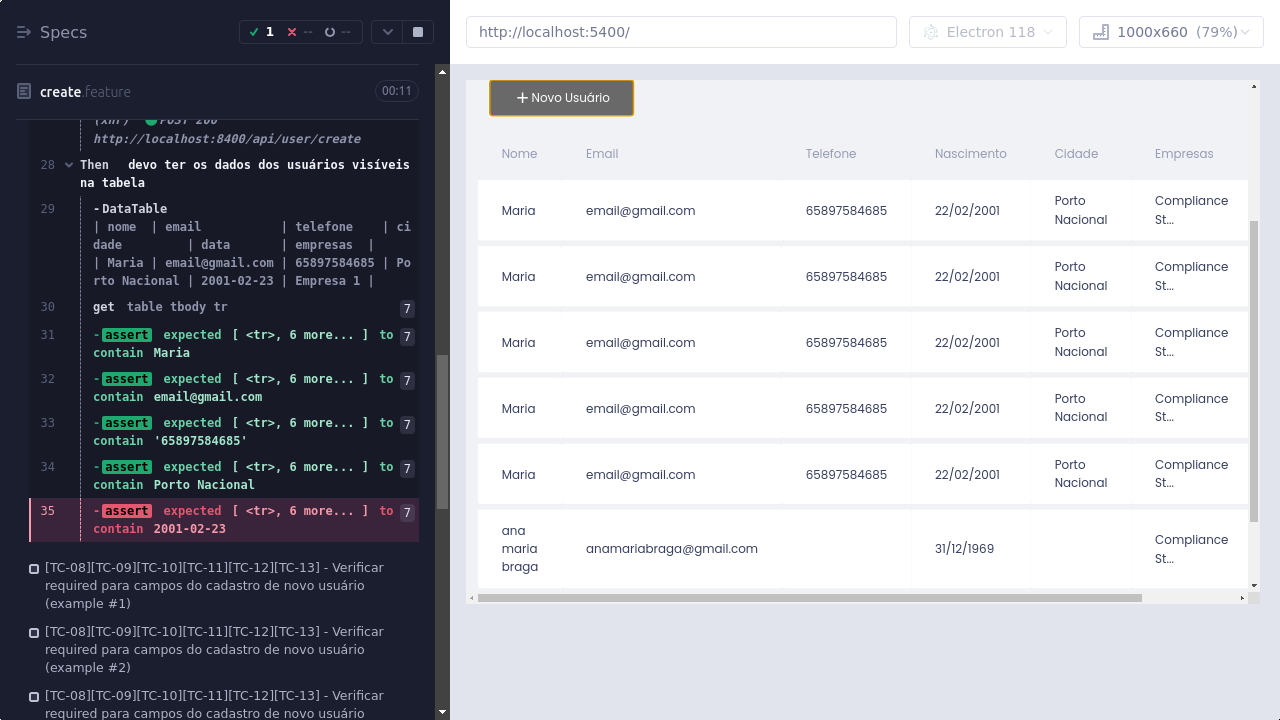 Specs
1
--
--
create feature
00:11
(xhr) POST 200
http://localhost:8400/api/user/create
28 Then devo ter os dados dos usuários visíveis
na tabela
29 -DataTable
| nome | email | telefone | ci
dade | data | empresas |
| Maria | email@gmail.com | 65897584685 | Po
rto Nacional | 2001-02-23 | Empresa 1 |
30 get table tbody tr 7
31 -assert expected [ <tr>, 6 more... ] to 7
contain Maria
32 -assert expected [ <tr>, 6 more... ] to 7
contain email@gmail.com
33 -assert expected [ <tr>, 6 more... ] to 7
contain '65897584685'
34 -assert expected [ <tr>, 6 more... ] to 7
contain Porto Nacional
35 -assert expected [ <tr>, 6 more... ] to 7
contain 2001-02-23
[TC-08][TC-09][TC-10][TC-11][TC-12][TC-13] - Verificar
required para campos do cadastro de novo usuário
(example #1)
[TC-08][TC-09][TC-10][TC-11][TC-12][TC-13] - Verificar
required para campos do cadastro de novo usuário
(example #2)
[TC-08][TC-09][TC-10][TC-11][TC-12][TC-13] - Verificar
required para campos do cadastro de novo usuário
http://localhost:5400/
Electron 118
1000x660 (79%)
+ Novo Usuário
Nome Email Telefone Nascimento Cidade Empresas
Maria email@gmail.com 65897584685 22/02/2001 Porto Nacional Compliance St...
Maria email@gmail.com 65897584685 22/02/2001 Porto Nacional Compliance St...
Maria email@gmail.com 65897584685 22/02/2001 Porto Nacional Compliance St...
Maria email@gmail.com 65897584685 22/02/2001 Porto Nacional Compliance St...
Maria email@gmail.com 65897584685 22/02/2001 Porto Nacional Compliance St...
ana maria braga anamariabraga@gmail.com 31/12/1969 Compliance St...